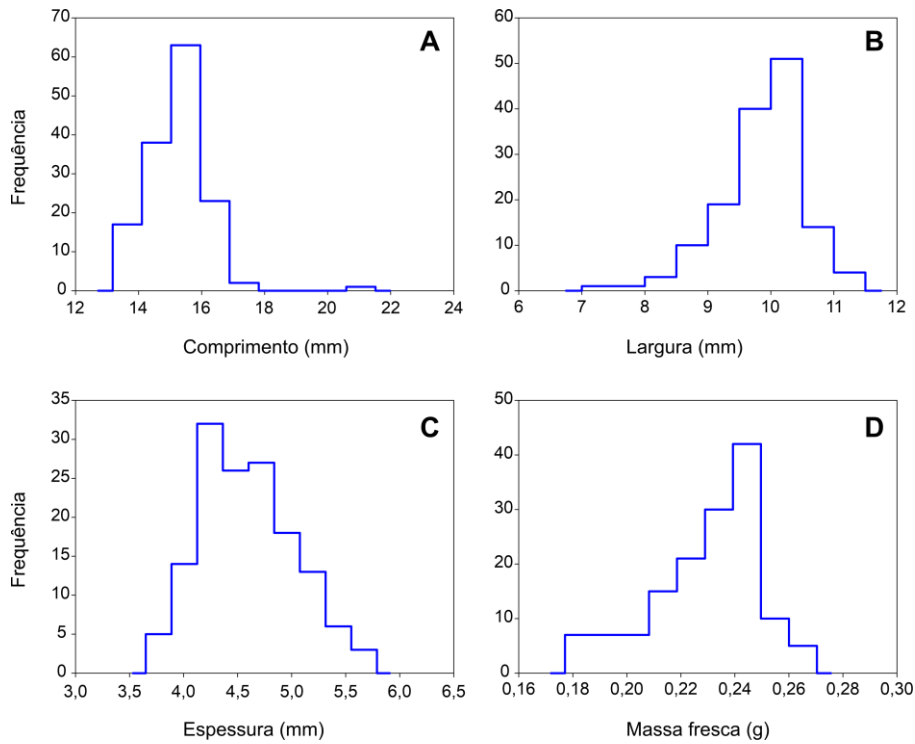 A
Frequência
70
60
50
40
30
20
10
0
12 14 16 18 20 22 24
Comprimento (mm)
B
60
50
40
30
20
10
0
6 7 8 9 10 11 12
Largura (mm)
C
Frequência
35
30
25
20
15
10
5
0
3,0 3,5 4,0 4,5 5,0 5,5 6,0 6,5
Espessura (mm)
D
50
40
30
20
10
0
0,16 0,18 0,20 0,22 0,24 0,26 0,28 0,30
Massa fresca (g)